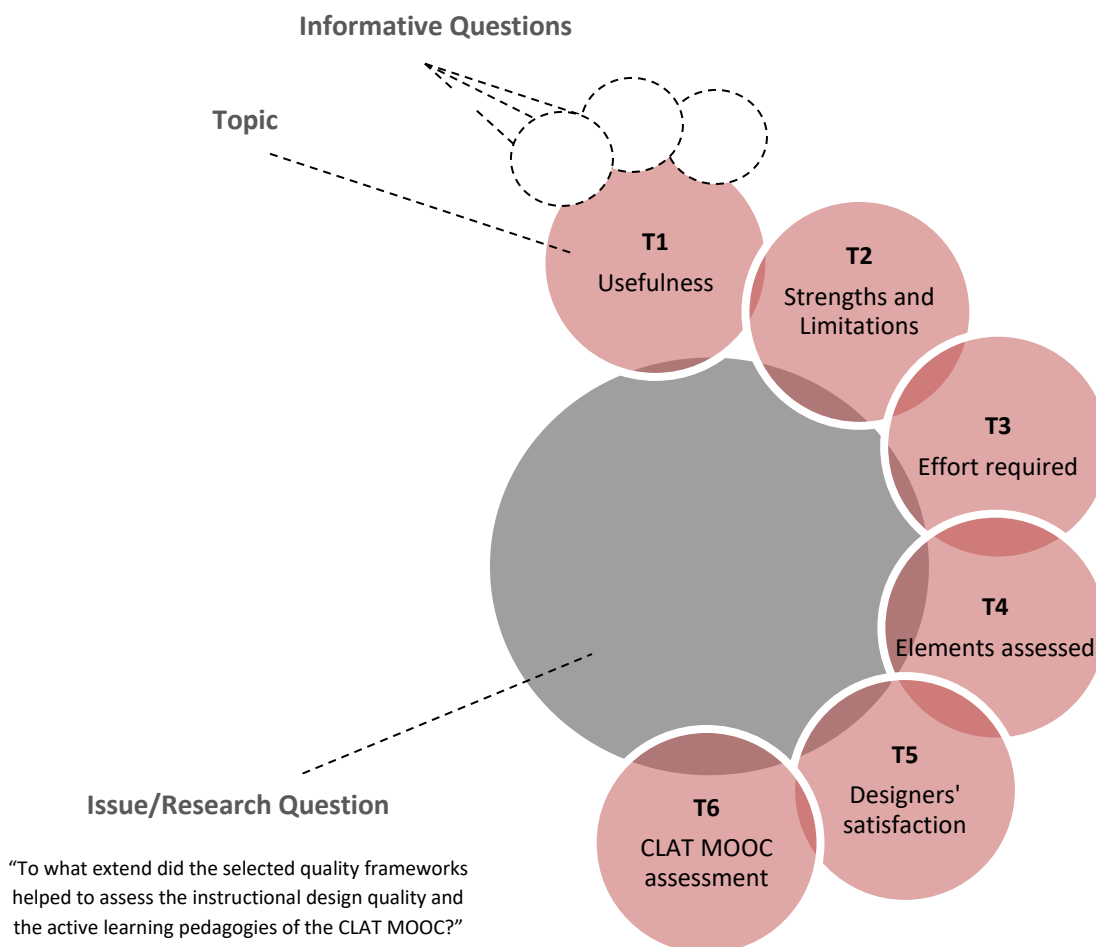 Informative Questions
Topic
T1
Usefulness
T2
Strengths and
Limitations
T3
Effort required
T4
Elements assessed
T5
Designers'
satisfaction
T6
CLAT MOOC
assessment
Issue/Research Question
“To what extend did the selected quality frameworks
helped to assess the instructional design quality and
the active learning pedagogies of the CLAT MOOC?”